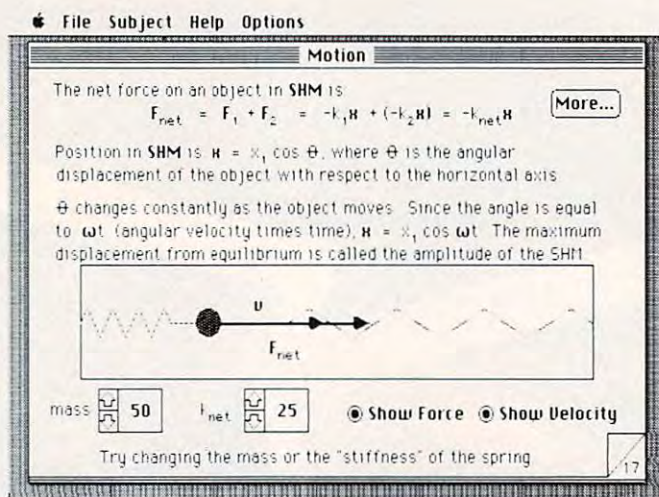 File Subject Help Options
Motion
The net force on an object in SHM is:
F_net = F₁ + F₂ = -k₁x + (-k₂x) = -k_net x
More...
Position in SHM is x = x₁ cos θ, where θ is the angular
displacement of the object with respect to the horizontal axis
θ changes constantly as the object moves. Since the angle is equal
to ωt (angular velocity times time), x = x₁ cos ωt. The maximum
displacement from equilibrium is called the amplitude of the SHM
v
F_net
mass 50 k_net 25 Show Force Show Velocity
Try changing the mass or the "stiffness" of the spring
17